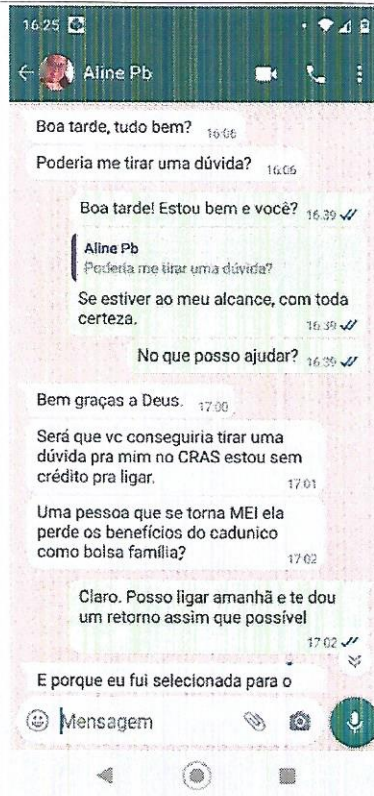 16:25
Aline Pb
Boa tarde, tudo bem? 16:06
Poderia me tirar uma dúvida? 16:06
Boa tarde! Estou bem e você? 16:39
Aline Pb
Poderia me tirar uma dúvida?
Se estiver ao meu alcance, com toda
certeza. 16:39
No que posso ajudar? 16:39
Bem graças a Deus. 17:00
Será que vc conseguiria tirar uma
dúvida pra mim no CRAS estou sem
crédito pra ligar. 17:01
Uma pessoa que se torna MEI ela
perde os benefícios do cadunico
como bolsa família? 17:02
Claro. Posso ligar amanhã e te dou
um retorno assim que possível
17:02
E porque eu fui selecionada para o
Mensagem